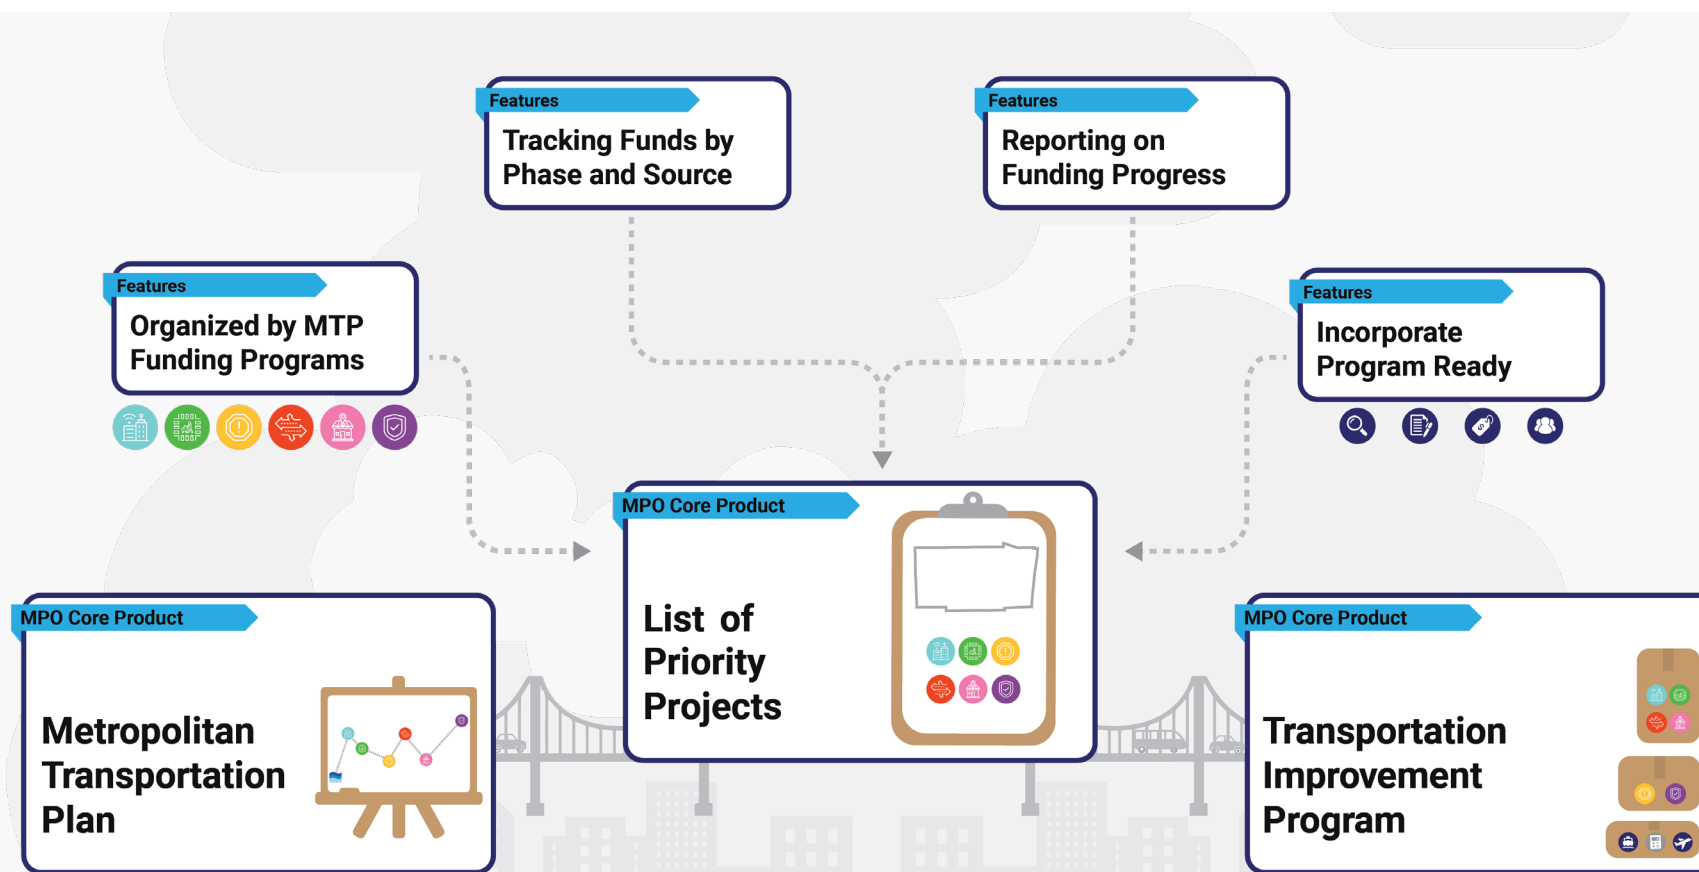 Features
Tracking Funds by
Phase and Source
Features
Reporting on
Funding Progress
Features
Organized by MTP
Funding Programs
Features
Incorporate
Program Ready
MPO Core Product
List of
Priority
Projects
MPO Core Product
Metropolitan
Transportation
Plan
MPO Core Product
Transportation
Improvement
Program